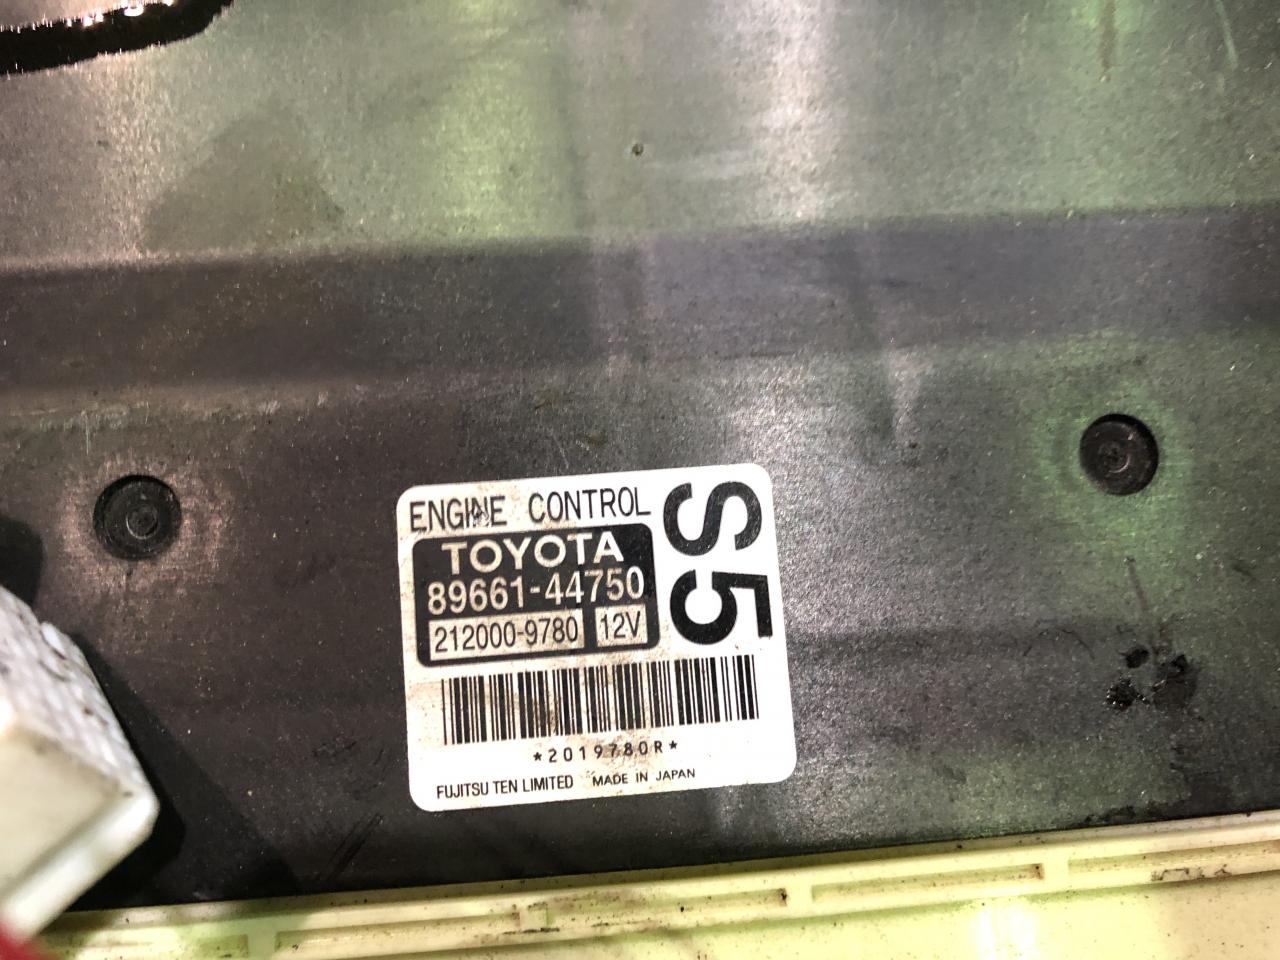 ENGINE CONTROL
TOYOTA
89661-44750
212000-9780 12V
S5
*2019780R*
FUJITSU TEN LIMITED MADE IN JAPAN